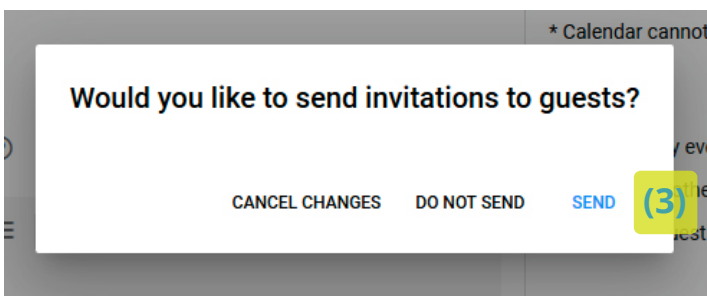 * Calendar cannot
Would you like to send invitations to guests?
CANCEL CHANGES DO NOT SEND SEND (3)